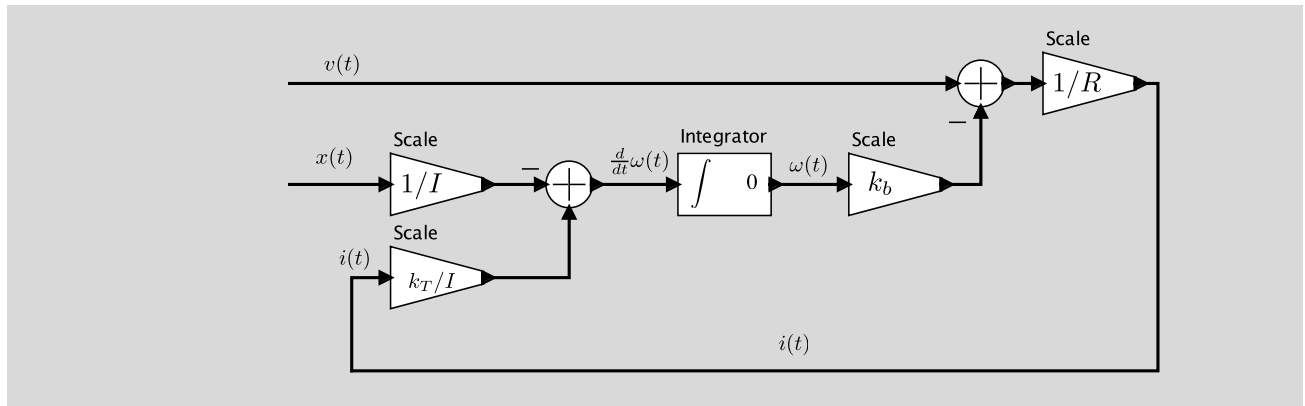 Scale
v(t)
1/R
−
Scale
Integrator
Scale
x(t)
1/I
−
d/dt ω(t)
∫ 0
ω(t)
k_b
Scale
i(t)
k_T/I
i(t)